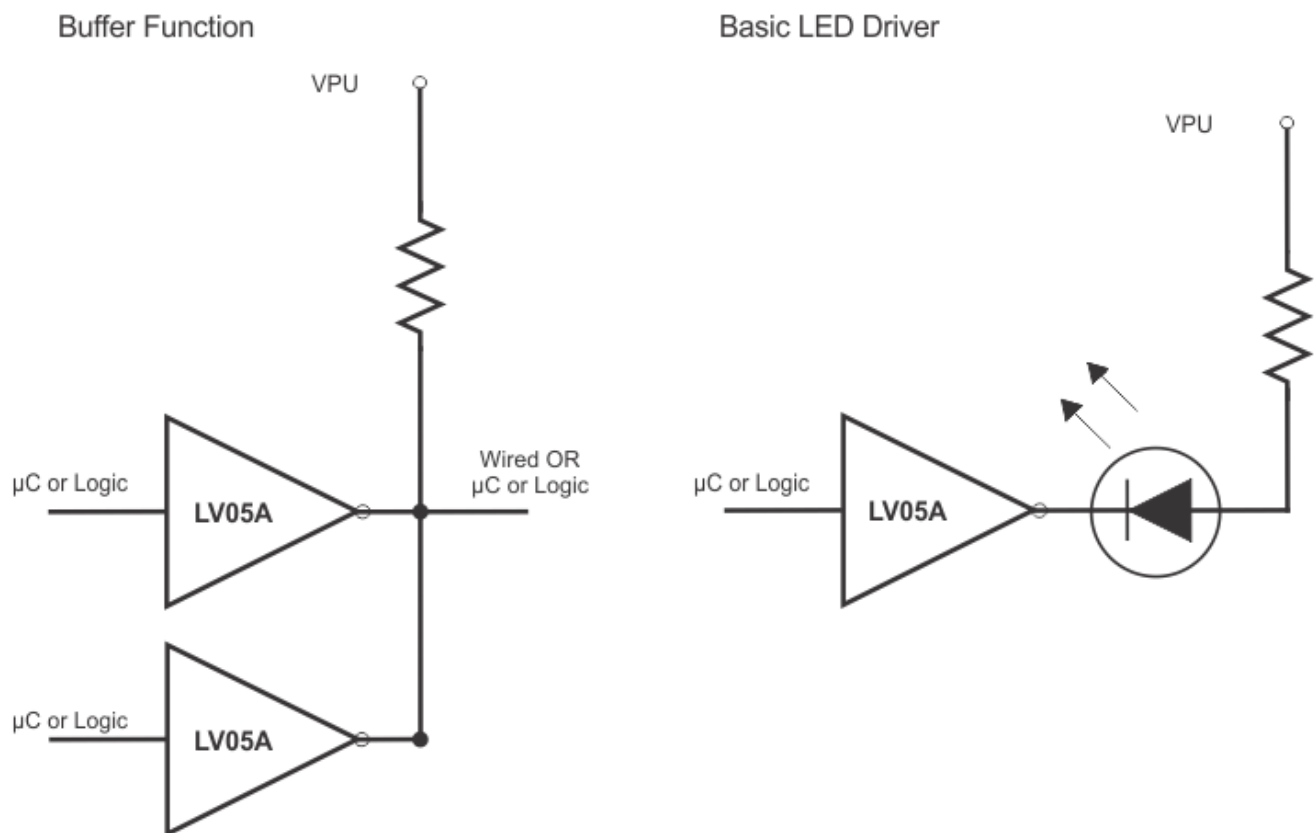 Buffer Function
VPU
µC or Logic
LV05A
Wired OR
µC or Logic
µC or Logic
LV05A
Basic LED Driver
VPU
µC or Logic
LV05A